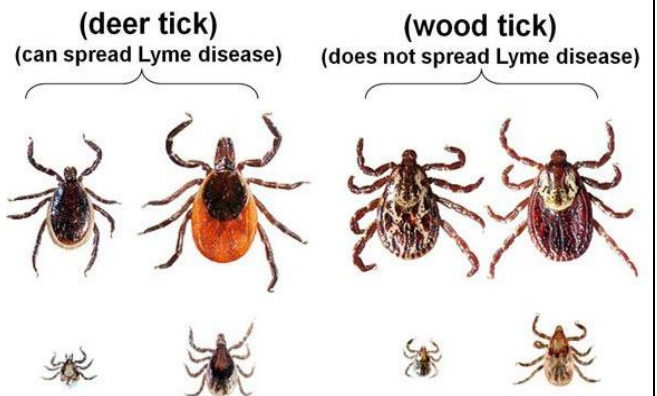 (deer tick)
(can spread Lyme disease)
(wood tick)
(does not spread Lyme disease)